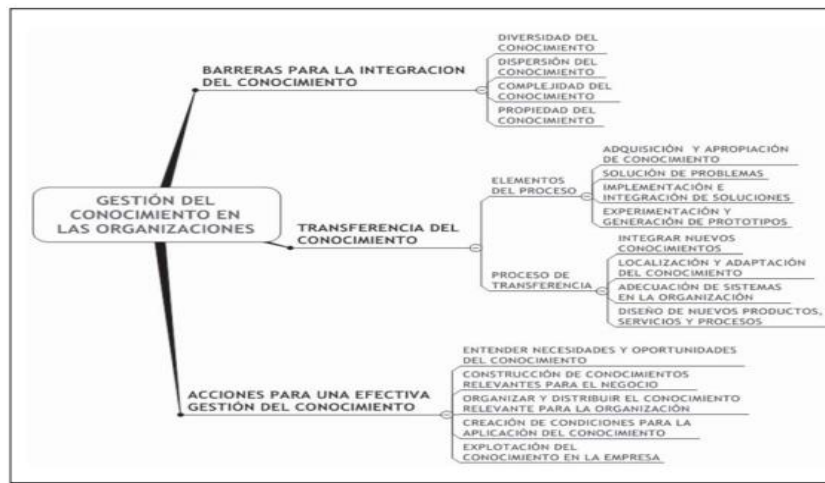 GESTIÓN DEL
CONOCIMIENTO EN
LAS ORGANIZACIONES
BARRERAS PARA LA INTEGRACION
DEL CONOCIMIENTO
DIVERSIDAD DEL
CONOCIMIENTO
DISPERSIÓN DEL
CONOCIMIENTO
COMPLEJIDAD DEL
CONOCIMIENTO
PROPIEDAD DEL
CONOCIMIENTO
TRANSFERENCIA DEL
CONOCIMIENTO
ELEMENTOS
DEL PROCESO
ADQUISICIÓN Y APROPIACIÓN
DE CONOCIMIENTO
SOLUCIÓN DE PROBLEMAS
IMPLEMENTACIÓN E
INTEGRACIÓN DE SOLUCIONES
EXPERIMENTACIÓN Y
GENERACIÓN DE PROTOTIPOS
PROCESO DE
TRANSFERENCIA
INTEGRAR NUEVOS
CONOCIMIENTOS
LOCALIZACIÓN Y ADAPTACIÓN
DEL CONOCIMIENTO
ADECUACIÓN DE SISTEMAS
EN LA ORGANIZACIÓN
DISEÑO DE NUEVOS PRODUCTOS,
SERVICIOS Y PROCESOS
ACCIONES PARA UNA EFECTIVA
GESTIÓN DEL CONOCIMIENTO
ENTENDER NECESIDADES Y OPORTUNIDADES
DEL CONOCIMIENTO
CONSTRUCCIÓN DE CONOCIMIENTOS
RELEVANTES PARA EL NEGOCIO
ORGANIZAR Y DISTRIBUIR EL CONOCIMIENTO
RELEVANTE PARA LA ORGANIZACIÓN
CREACIÓN DE CONDICIONES PARA LA
APLICACIÓN DEL CONOCIMIENTO
EXPLOTACIÓN DEL
CONOCIMIENTO EN LA EMPRESA